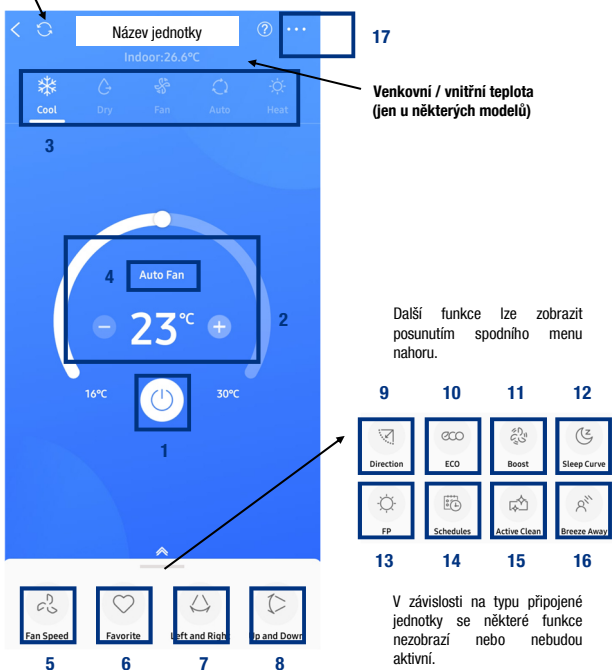 Název jednotky
17
Indoor:26.6°C
Venkovní / vnitřní teplota
(jen u některých modelů)
Cool Dry Fan Auto Heat
3
4 Auto Fan
23°C
2
16°C 30°C
1
Další funkce lze zobrazit
posunutím spodního menu
nahoru.
9 10 11 12
ECO
Direction ECO Boost Sleep Curve
FP Schedules Active Clean Breeze Away
13 14 15 16
V závislosti na typu připojené
jednotky se některé funkce
nezobrazí nebo nebudou
aktivní.
Fan Speed Favorite Left and Right Up and Down
5 6 7 8